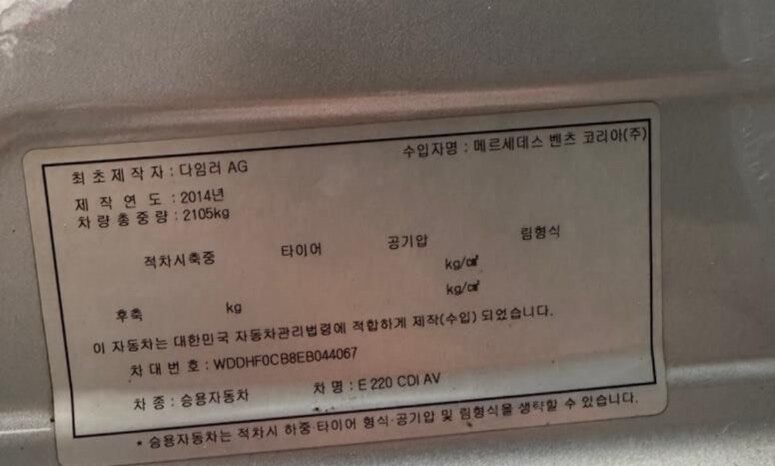 최초제작자 : 다임러 AG 수입자명 : 메르세데스 벤츠 코리아(주)
제 작 연 도 : 2014년
차량총중량 : 2105kg
적차시축중 타이어 공기압 림형식
kg/㎠
kg/㎠
후축 kg
이 자동차는 대한민국 자동차관리법령에 적합하게 제작(수입) 되었습니다.
차 대 번 호 : WDDHF0CB8EB044067
차 종 : 승용자동차 차 명 : E 220 CDI AV
* 승용자동차는 적차시 하중·타이어 형식·공기압 및 림형식을 생략할 수 있습니다.